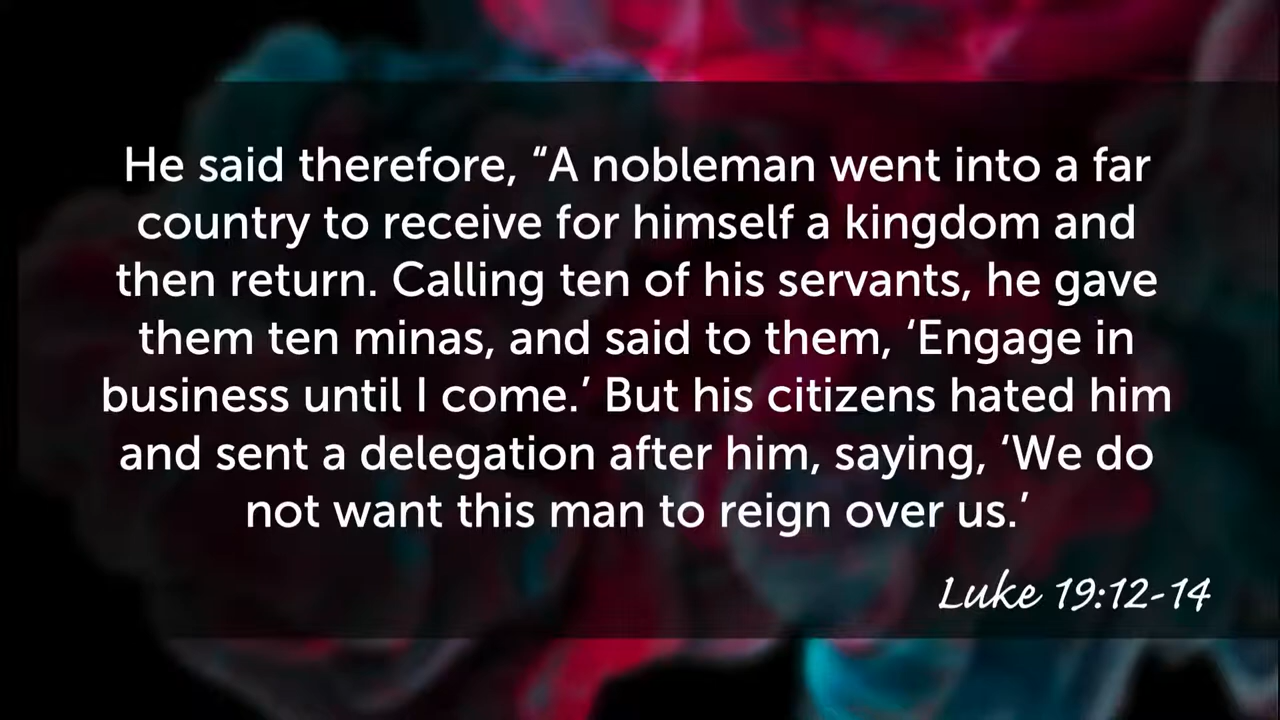 He said therefore, “A nobleman went into a far
country to receive for himself a kingdom and
then return. Calling ten of his servants, he gave
them ten minas, and said to them, ‘Engage in
business until I come.’ But his citizens hated him
and sent a delegation after him, saying, ‘We do
not want this man to reign over us.’
Luke 19:12-14